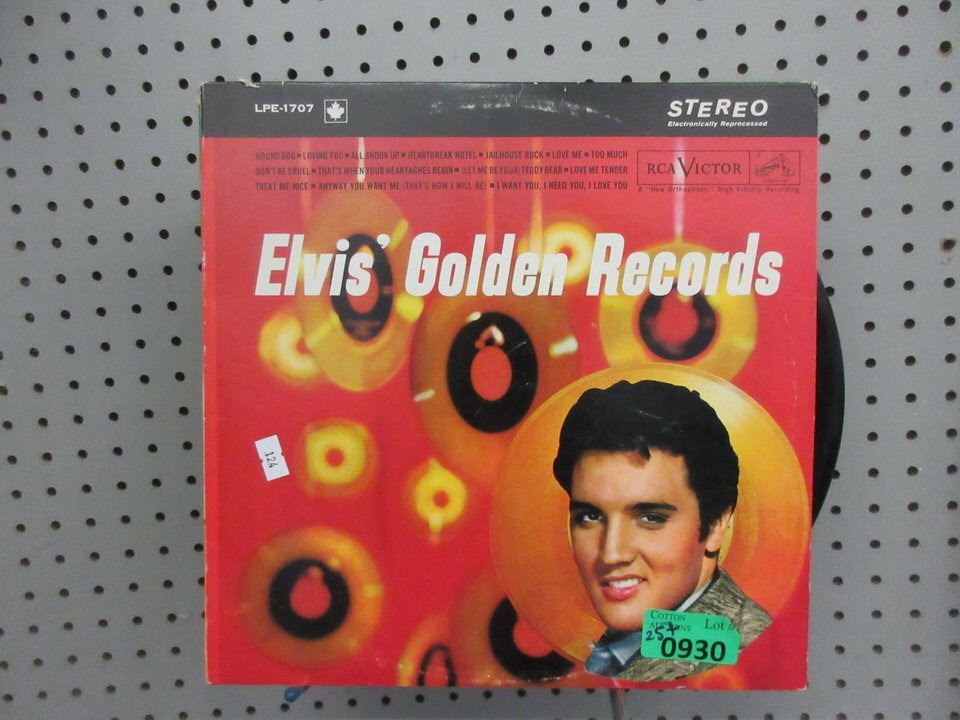 LPE-1707
STEREO
Electronically Reprocessed
HOUND DOG ▪ LOVING YOU ▪ ALL SHOOK UP ▪ HEARTBREAK HOTEL ▪ JAILHOUSE ROCK ▪ LOVE ME ▪ TOO MUCH
DON'T BE CRUEL ▪ THAT'S WHEN YOUR HEARTACHES BEGIN ▪ (LET ME BE YOUR) TEDDY BEAR ▪ LOVE ME TENDER
TREAT ME NICE ▪ ANYWAY YOU WANT ME (THAT'S HOW I WILL BE) ▪ I WANT YOU, I NEED YOU, I LOVE YOU
RCA VICTOR
A "New Orthophonic" High Fidelity Recording
Elvis' Golden Records
124
COTTON
AUCTIONS
Lot #
25+
0930